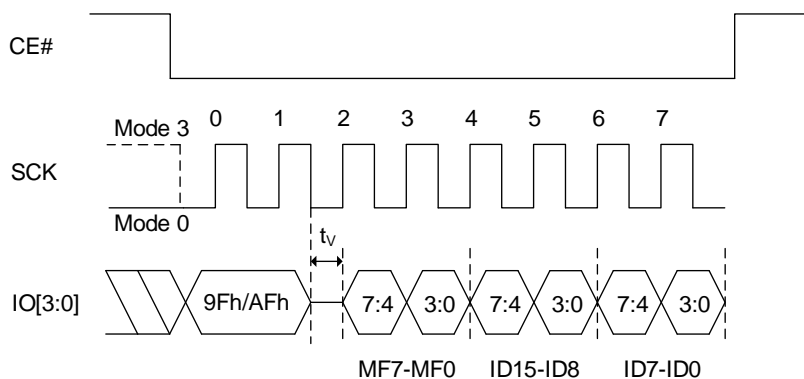 CE#
0 1 2 3 4 5 6 7
Mode 3
SCK
Mode 0
tV
IO[3:0] 9Fh/AFh 7:4 3:0 7:4 3:0 7:4 3:0
MF7-MF0 ID15-ID8 ID7-ID0